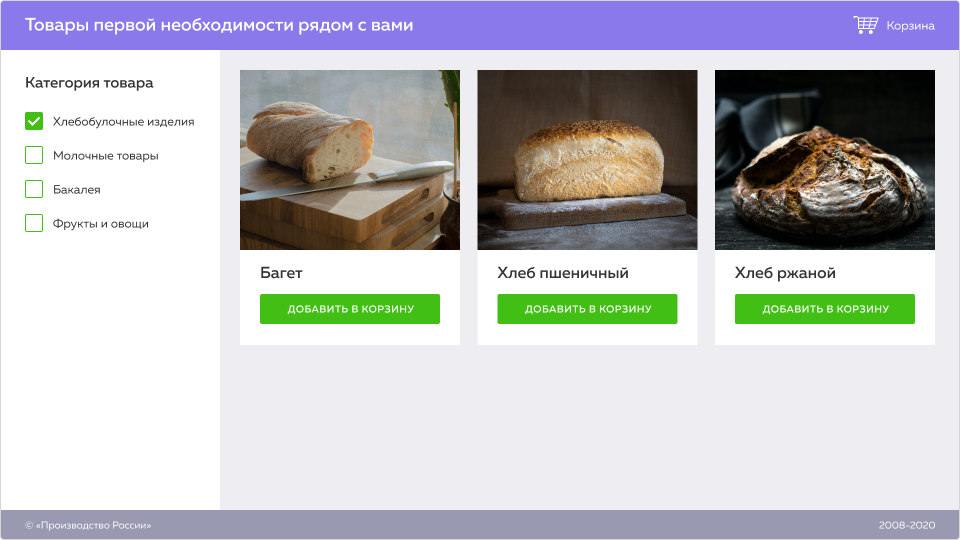 Товары первой необходимости рядом с вами
Корзина
Категория товара
Хлебобулочные изделия
Молочные товары
Бакалея
Фрукты и овощи
Багет
ДОБАВИТЬ В КОРЗИНУ
Хлеб пшеничный
ДОБАВИТЬ В КОРЗИНУ
Хлеб ржаной
ДОБАВИТЬ В КОРЗИНУ
© «Производство России»
2008-2020